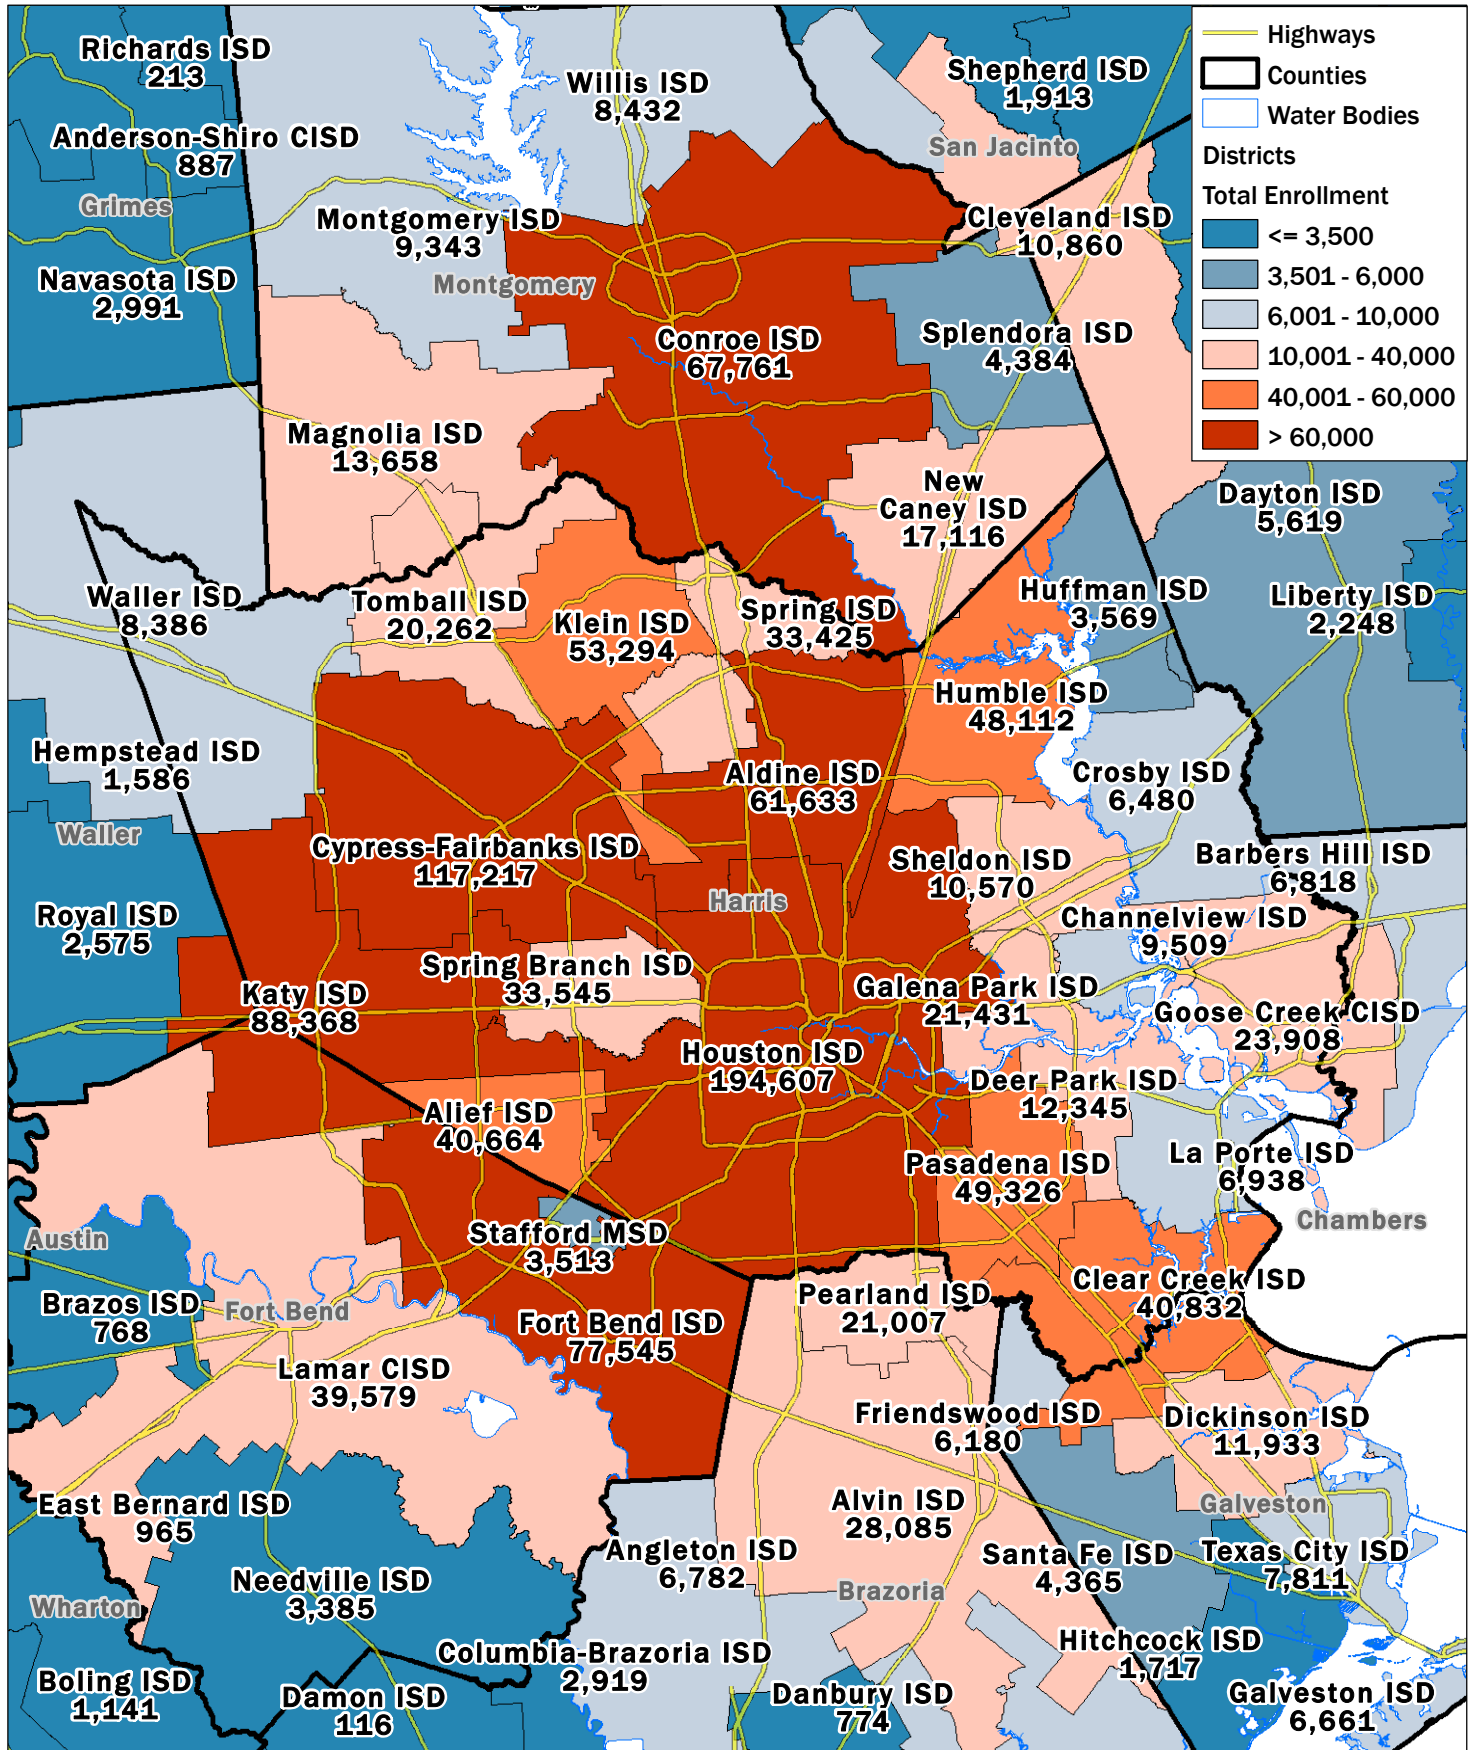 Richards ISD
213
Willis ISD
8,432
Shepherd ISD
1,913
Highways
Counties
Water Bodies
Districts
Total Enrollment
<= 3,500
3,501 - 6,000
6,001 - 10,000
10,001 - 40,000
40,001 - 60,000
> 60,000
Anderson-Shiro CISD
887
San Jacinto
Grimes
Montgomery ISD
9,343
Cleveland ISD
10,860
Navasota ISD
2,991
Montgomery
Conroe ISD
67,761
Splendora ISD
4,384
Magnolia ISD
13,658
New
Caney ISD
17,116
Dayton ISD
5,619
Waller ISD
8,386
Tomball ISD
20,262
Klein ISD
53,294
Spring ISD
33,425
Huffman ISD
3,569
Liberty ISD
2,248
Humble ISD
48,112
Hempstead ISD
1,586
Aldine ISD
61,633
Crosby ISD
6,480
Waller
Cypress-Fairbanks ISD
117,217
Sheldon ISD
10,570
Barbers Hill ISD
6,818
Harris
Royal ISD
2,575
Channelview ISD
9,509
Spring Branch ISD
33,545
Katy ISD
88,368
Galena Park ISD
21,431
Goose Creek CISD
23,908
Houston ISD
194,607
Deer Park ISD
12,345
Alief ISD
40,664
Pasadena ISD
49,326
La Porte ISD
6,938
Chambers
Austin
Stafford MSD
3,513
Brazos ISD
768
Fort Bend
Fort Bend ISD
77,545
Pearland ISD
21,007
Clear Creek ISD
40,832
Lamar CISD
39,579
Friendswood ISD
6,180
Dickinson ISD
11,933
East Bernard ISD
965
Alvin ISD
28,085
Galveston
Angleton ISD
6,782
Santa Fe ISD
4,365
Texas City ISD
7,811
Needville ISD
3,385
Brazoria
Wharton
Columbia-Brazoria ISD
2,919
Hitchcock ISD
1,717
Boling ISD
1,141
Damon ISD
116
Danbury ISD
774
Galveston ISD
6,661